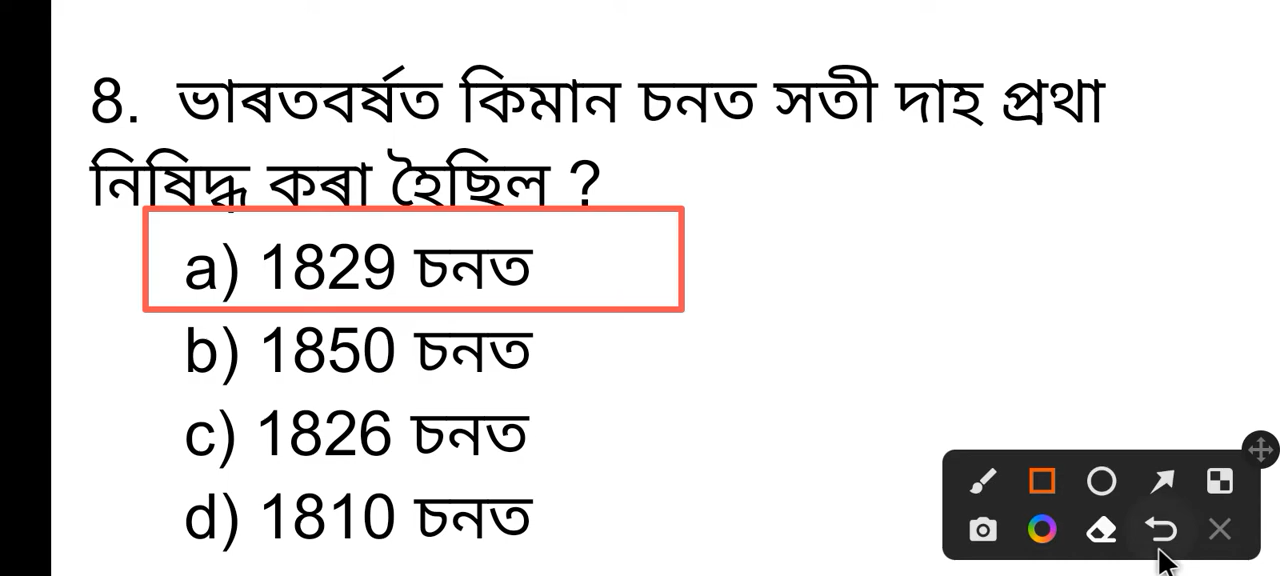 8. ভাৰতবৰ্ষত কিমান চনত সতী দাহ প্ৰথা
নিষিদ্ধ কৰা হৈছিল ?
a) 1829 চনত
b) 1850 চনত
c) 1826 চনত
d) 1810 চনত